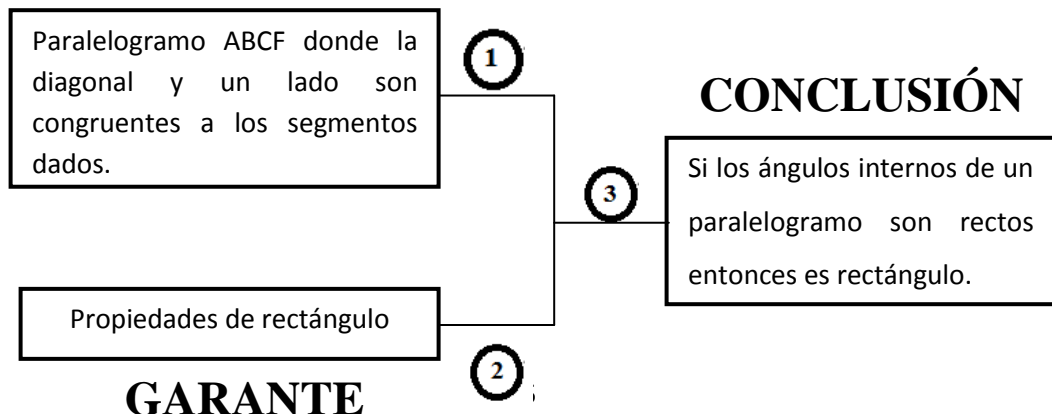 Paralelogramo ABCF donde la
diagonal y un lado son
congruentes a los segmentos
dados.
1
CONCLUSIÓN
Si los ángulos internos de un
paralelogramo son rectos
entonces es rectángulo.
3
Propiedades de rectángulo
2
GARANTE